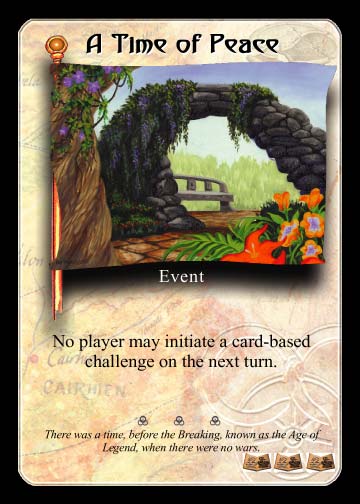 A Time of Peace
Event
No player may initiate a card-based
challenge on the next turn.
There was a time, before the Breaking, known as the Age of
Legend, when there were no wars.
CAIRHIEN